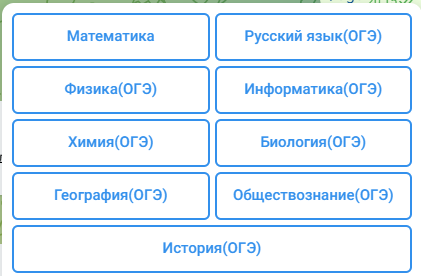 Математика
Русский язык(ОГЭ)
Физика(ОГЭ)
Информатика(ОГЭ)
Химия(ОГЭ)
Биология(ОГЭ)
География(ОГЭ)
Обществознание(ОГЭ)
История(ОГЭ)